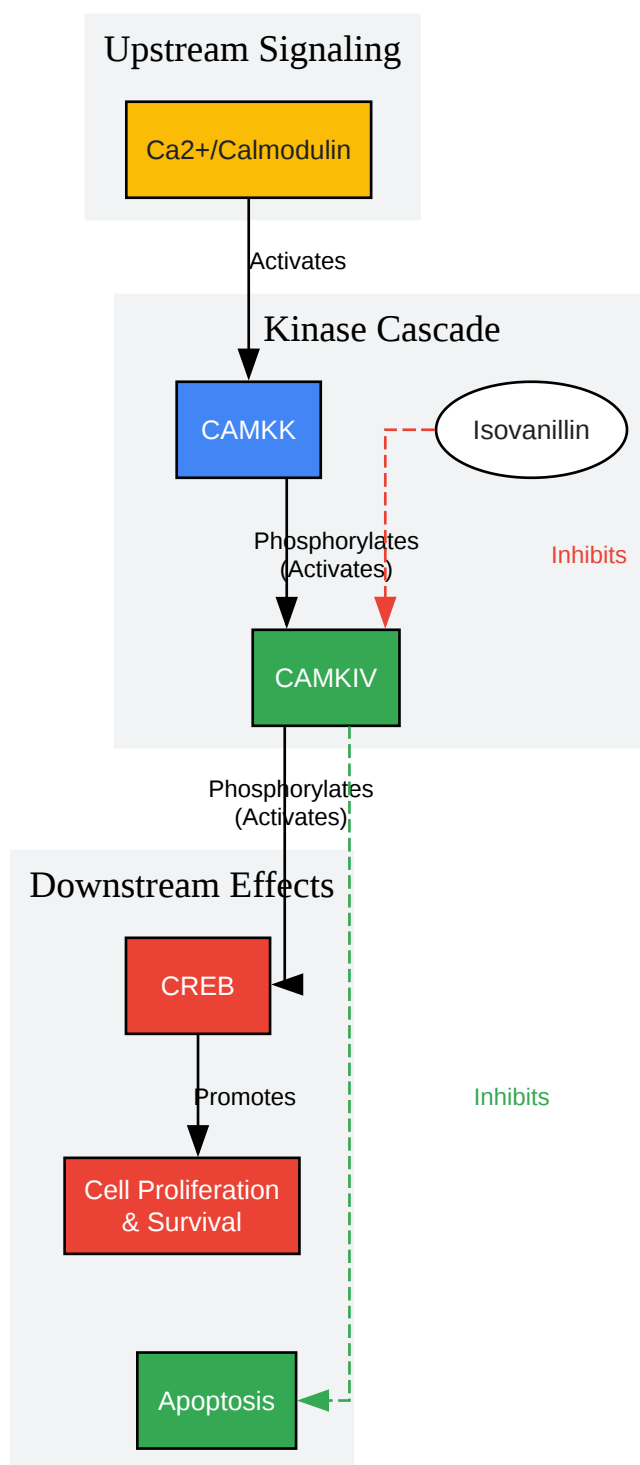 Upstream Signaling
Ca2+/Calmodulin
Activates
Kinase Cascade
CAMKK
Isovanillin
Phosphorylates
(Activates)
Inhibits
CAMKIV
Phosphorylates
(Activates)
Downstream Effects
CREB
Promotes
Inhibits
Cell Proliferation
& Survival
Apoptosis